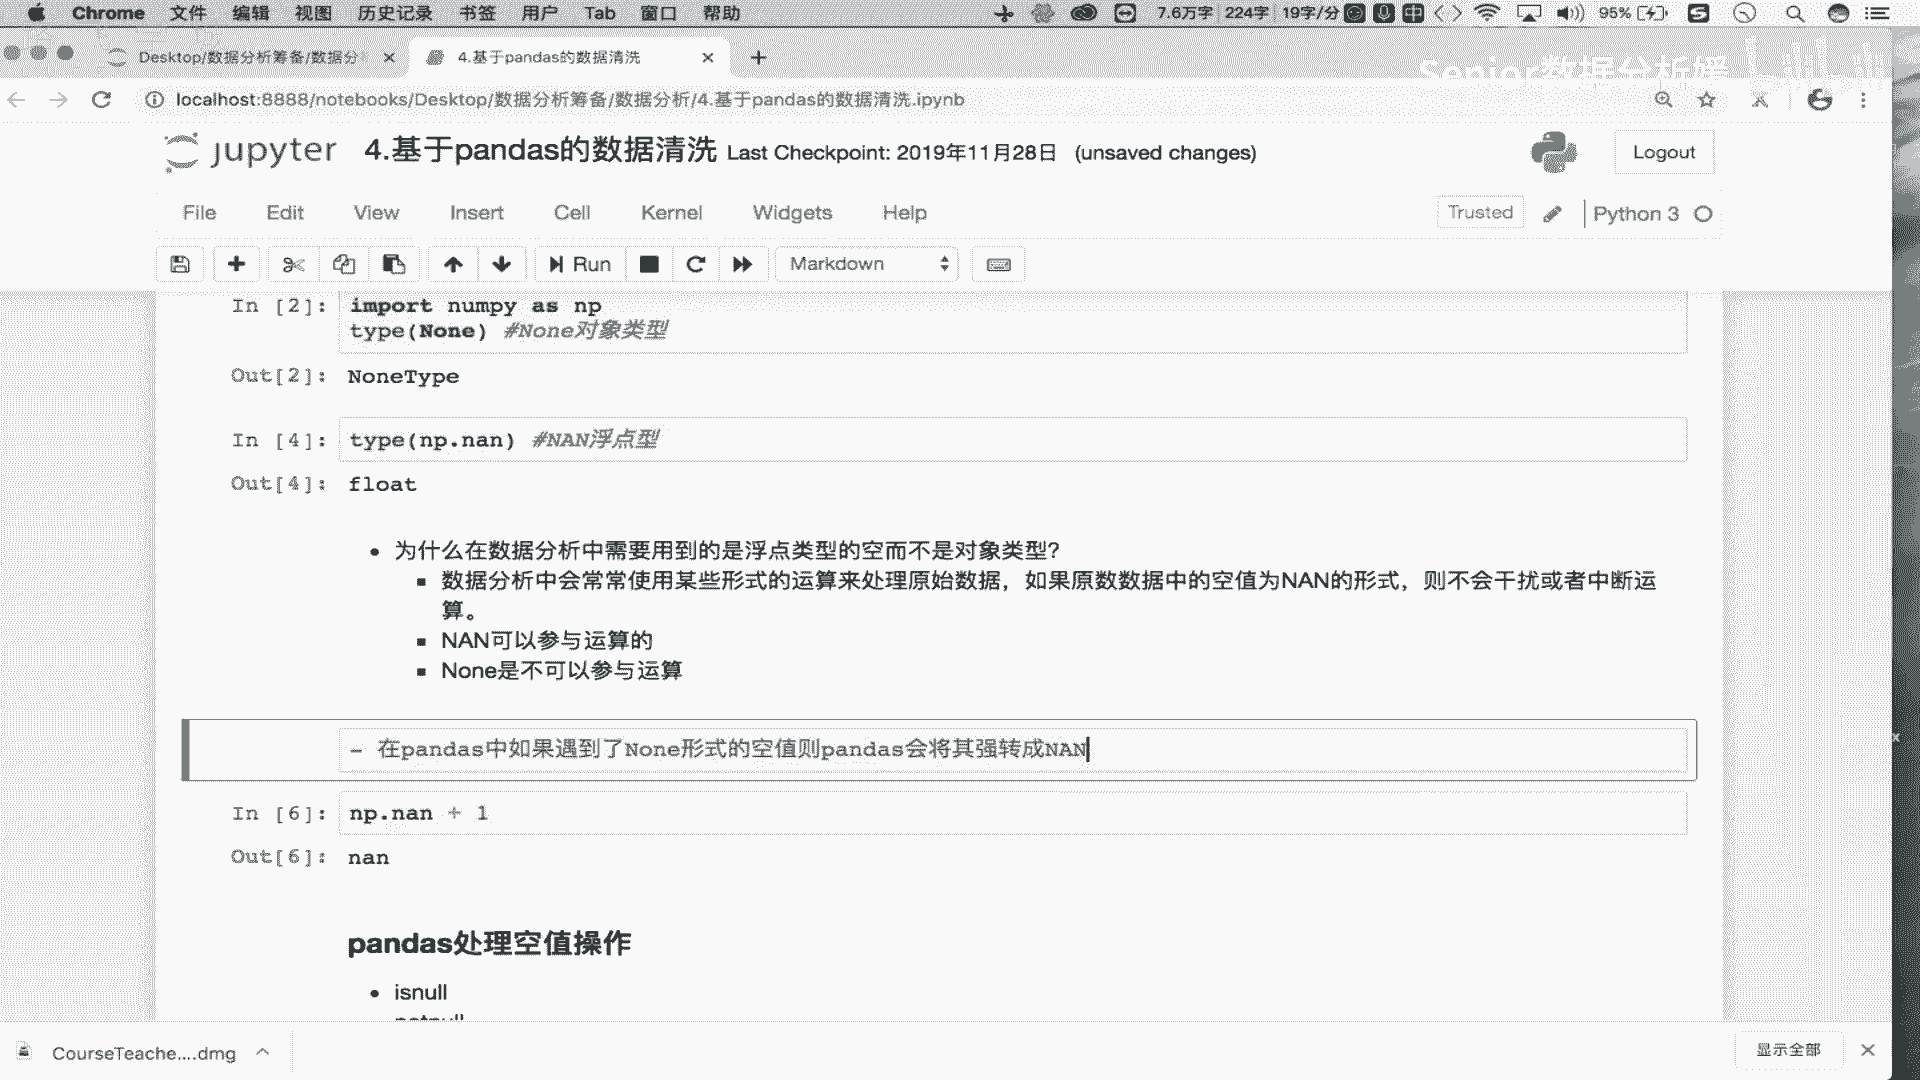 Chrome 文件 编辑 视图 历史记录 书签 用户 Tab 窗口 帮助 7.6万字 224字 19字/分 中 95%
Desktop/数据分析筹备/数据分 4.基于pandas的数据清洗
Senior数据分析媛 bilibili
localhost:8888/notebooks/Desktop/数据分析筹备/数据分析/4.基于pandas的数据清洗.ipynb
jupyter 4.基于pandas的数据清洗 Last Checkpoint: 2019年11月28日 (unsaved changes) Logout
File Edit View Insert Cell Kernel Widgets Help Trusted Python 3
Run Markdown
In [2]: import numpy as np
type(None) #None对象类型
Out[2]: NoneType
In [4]: type(np.nan) #NAN浮点型
Out[4]: float
为什么在数据分析中需要用到的是浮点类型的空而不是对象类型?
数据分析中会常常使用某些形式的运算来处理原始数据，如果原数数据中的空值为NAN的形式，则不会干扰或者中断运
算。
NAN可以参与运算的
None是不可以参与运算
- 在pandas中如果遇到了None形式的空值则pandas会将其强转成NAN
In [6]: np.nan + 1
Out[6]: nan
pandas处理空值操作
isnull
notnull
CourseTeache....dmg 显示全部